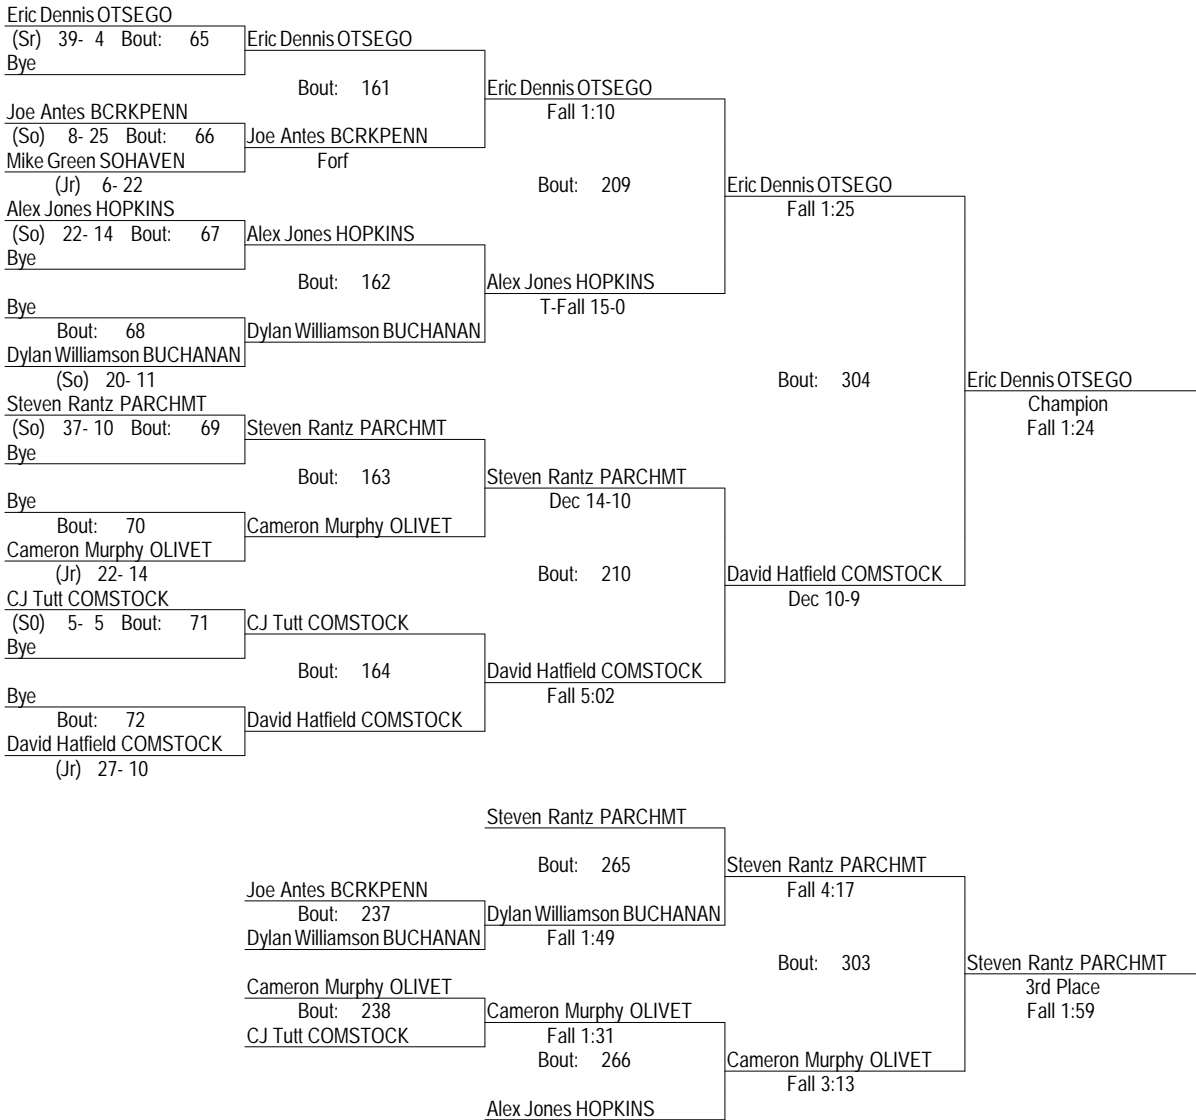 Eric Dennis OTSEGO
(Sr) 39- 4 Bout: 65 Eric Dennis OTSEGO
Bye
Bout: 161 Eric Dennis OTSEGO
Joe Antes BCRKPENN Fall 1:10
(So) 8- 25 Bout: 66 Joe Antes BCRKPENN
Mike Green SOHAVEN Forf
(Jr) 6- 22 Bout: 209 Eric Dennis OTSEGO
Alex Jones HOPKINS Fall 1:25
(So) 22- 14 Bout: 67 Alex Jones HOPKINS
Bye
Bout: 162 Alex Jones HOPKINS
Bye T-Fall 15-0
Bout: 68 Dylan Williamson BUCHANAN
Dylan Williamson BUCHANAN
(So) 20- 11 Bout: 304 Eric Dennis OTSEGO
Steven Rantz PARCHMT Champion
(So) 37- 10 Bout: 69 Steven Rantz PARCHMT Fall 1:24
Bye
Bout: 163 Steven Rantz PARCHMT
Bye Dec 14-10
Bout: 70 Cameron Murphy OLIVET
Cameron Murphy OLIVET
(Jr) 22- 14 Bout: 210 David Hatfield COMSTOCK
CJ Tutt COMSTOCK Dec 10-9
(S0) 5- 5 Bout: 71 CJ Tutt COMSTOCK
Bye
Bout: 164 David Hatfield COMSTOCK
Bye Fall 5:02
Bout: 72 David Hatfield COMSTOCK
David Hatfield COMSTOCK
(Jr) 27- 10
Steven Rantz PARCHMT
Bout: 265 Steven Rantz PARCHMT
Joe Antes BCRKPENN Fall 4:17
Bout: 237 Dylan Williamson BUCHANAN
Dylan Williamson BUCHANAN Fall 1:49
Bout: 303 Steven Rantz PARCHMT
Cameron Murphy OLIVET 3rd Place
Bout: 238 Cameron Murphy OLIVET Fall 1:59
CJ Tutt COMSTOCK Fall 1:31
Bout: 266 Cameron Murphy OLIVET
Fall 3:13
Alex Jones HOPKINS